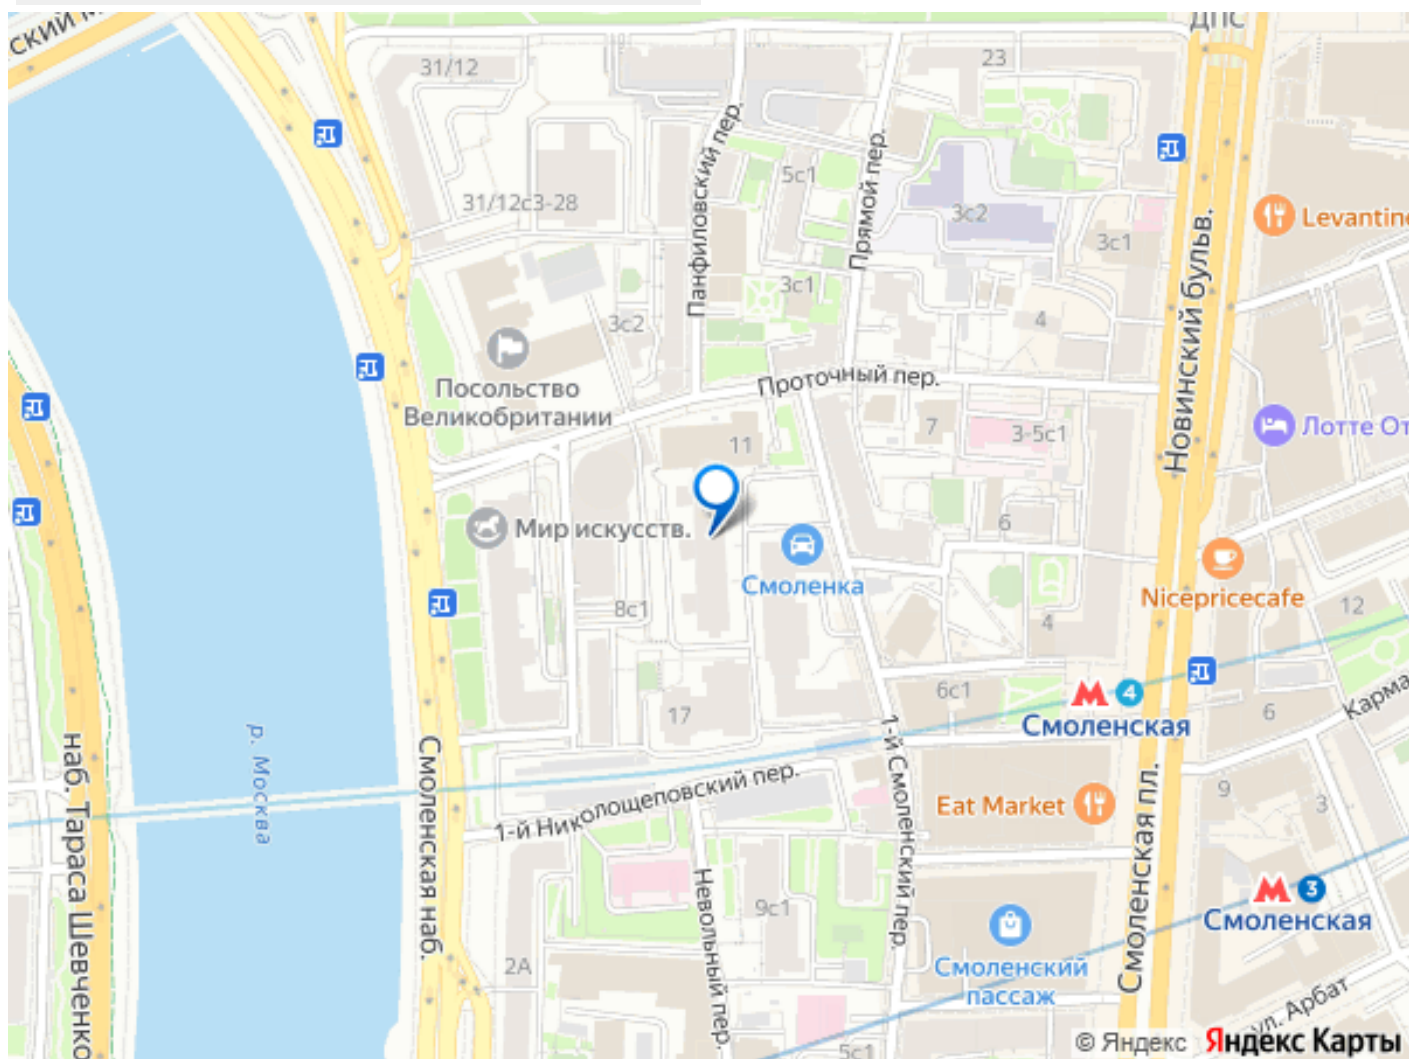 ский м
ДПС
31/12
23
Панфиловский пер.
Прямой пер.
5с1
31/12с3-28
3с2
3с1
Levantine
Новинский бульв.
3с1
3с2
4
Посольство
Великобритании
Проточный пер.
7
3-5с1
Лотте От
11
Мир искусств.
6
Смоленка
Nicepricecafe
8с1
4
12
6с1
4
Смоленская
17
6
Карма
р. Москва
Смоленская наб.
наб. Тараса Шевченко
1-й Николощеповский пер.
1-й Смоленский пер.
Eat Market
Смоленская пл.
9
3
3
Смоленская
Невольный пер.
9с1
2А
Смоленский
пассаж
ул. Арбат
5с1
© Яндекс Яндекс Карты